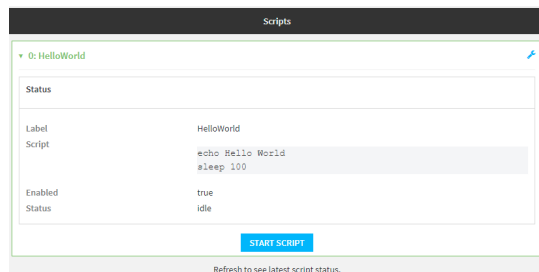 Scripts
0: HelloWorld
Status
Label HelloWorld
Script echo Hello World
sleep 100
Enabled true
Status idle
START SCRIPT
Refresh to see latest script status.